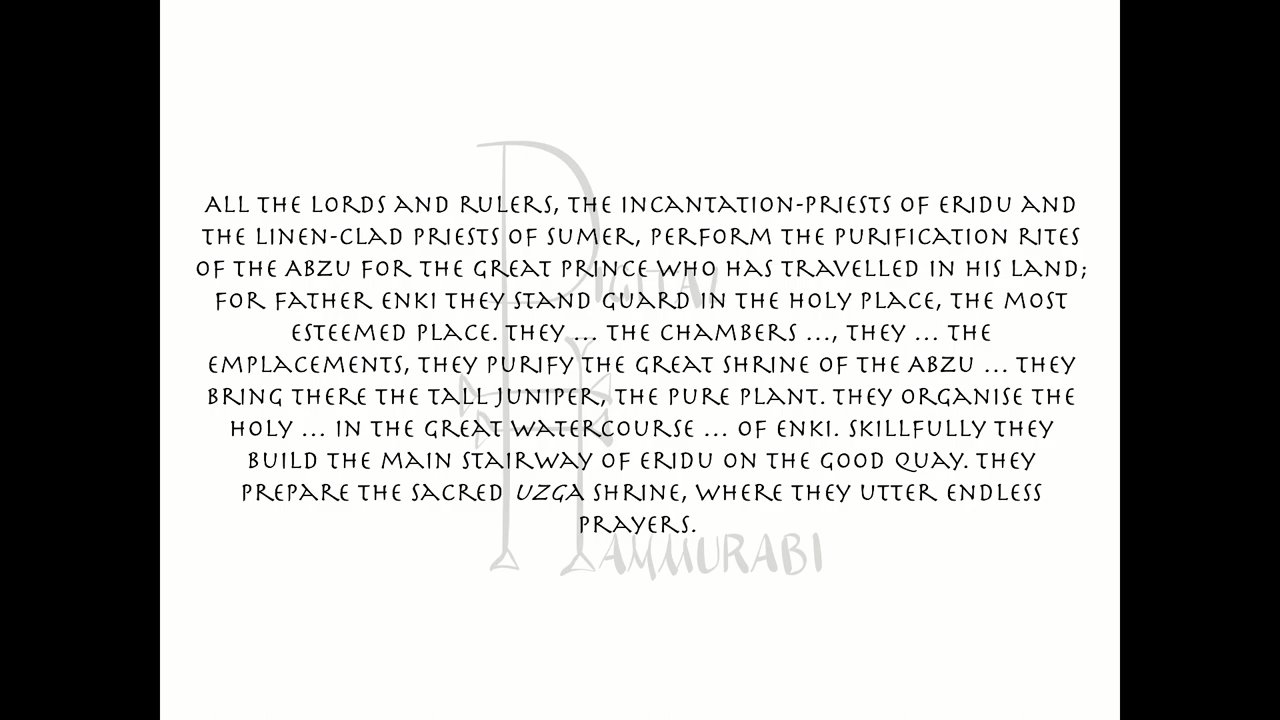 All the lords and rulers, the incantation-priests of Eridu and
the linen-clad priests of Sumer, perform the purification rites
of the Abzu for the great prince who has travelled in his land;
for father Enki they stand guard in the holy place, the most
esteemed place. They … the chambers …, they … the
emplacements, they purify the great shrine of the Abzu … They
bring there the tall juniper, the pure plant. They organise the
holy … in the great watercourse … of Enki. Skillfully they
build the main stairway of Eridu on the Good Quay. They
prepare the sacred uzga shrine, where they utter endless
prayers.
Digital
Hammurabi